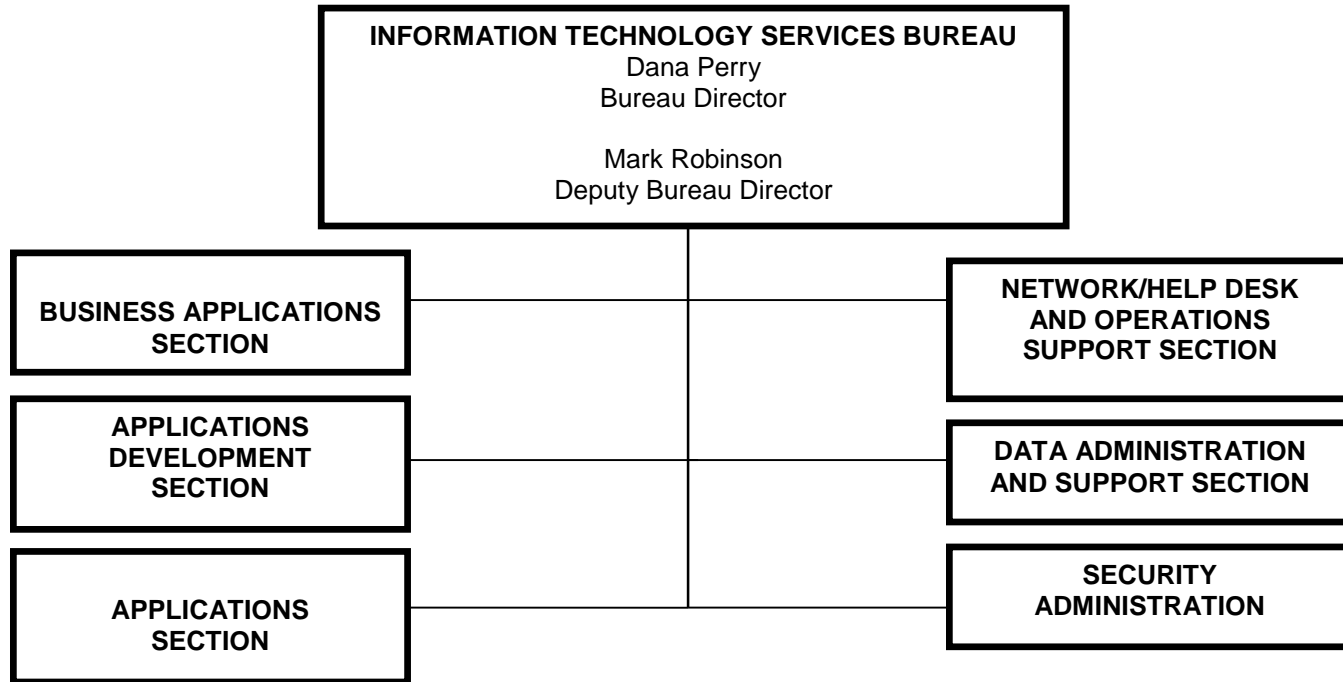 INFORMATION TECHNOLOGY SERVICES BUREAU
Dana Perry
Bureau Director
Mark Robinson
Deputy Bureau Director
BUSINESS APPLICATIONS
SECTION
NETWORK/HELP DESK
AND OPERATIONS
SUPPORT SECTION
APPLICATIONS
DEVELOPMENT
SECTION
DATA ADMINISTRATION
AND SUPPORT SECTION
APPLICATIONS
SECTION
SECURITY
ADMINISTRATION